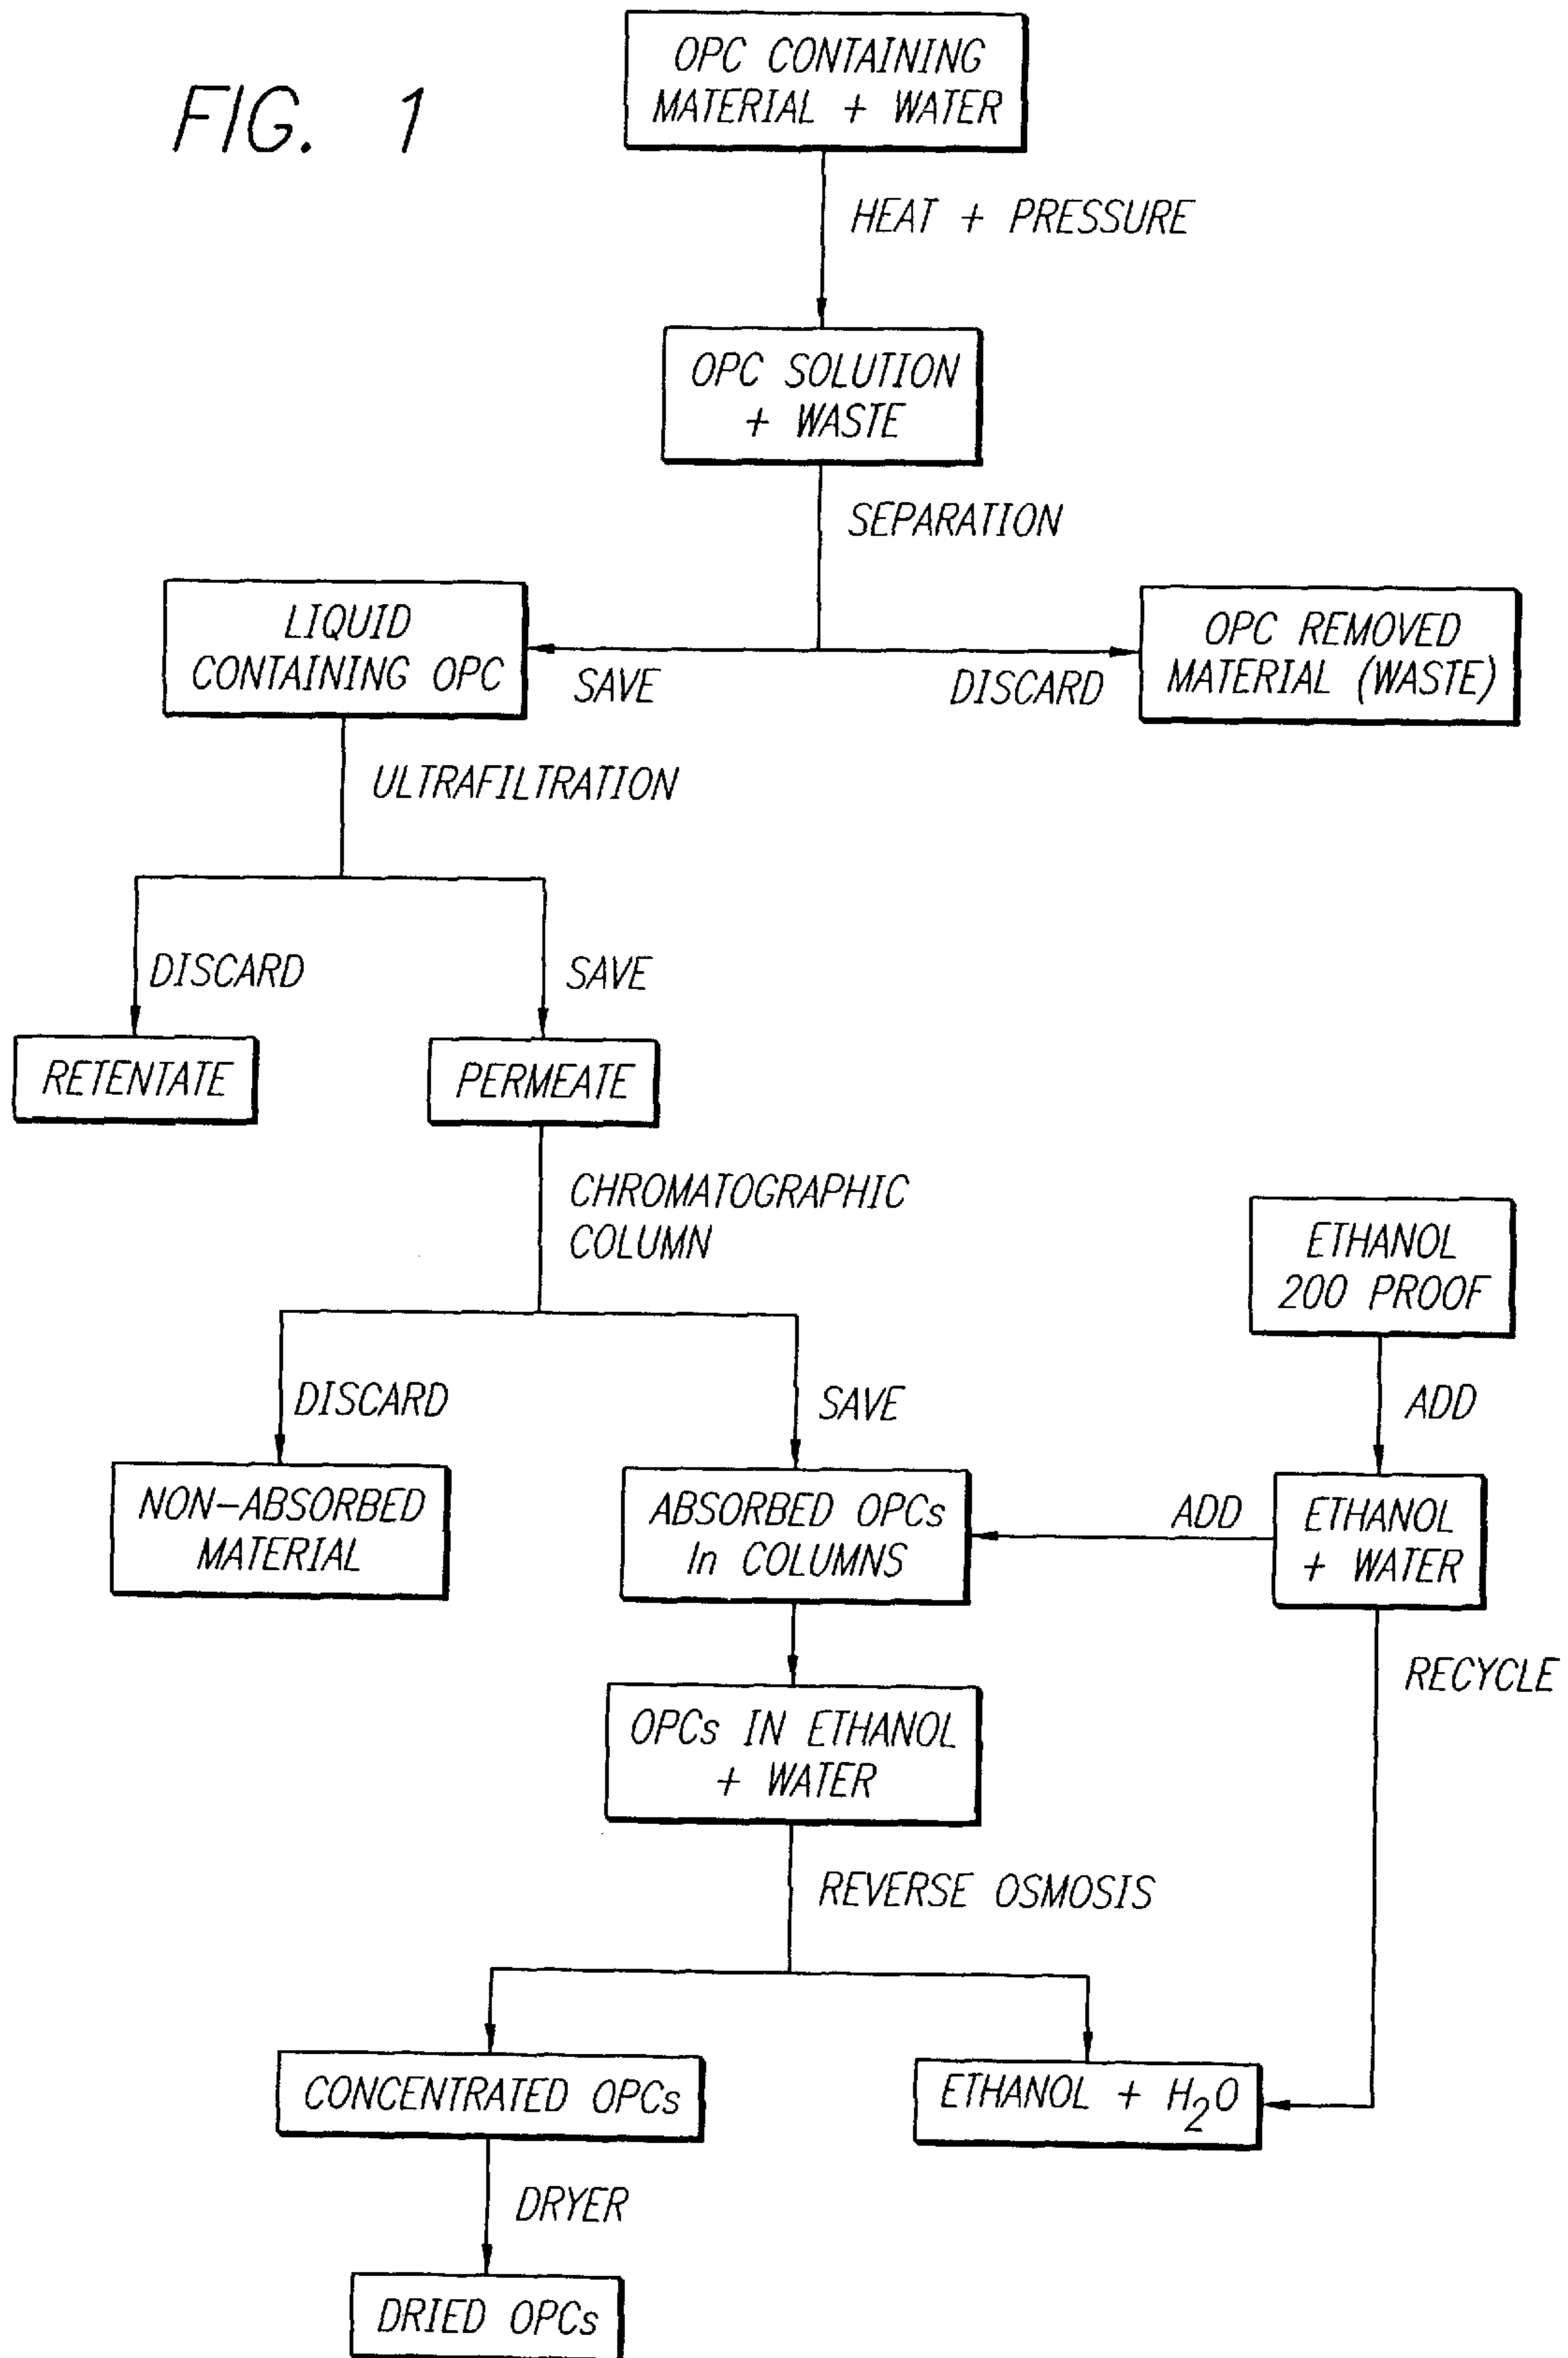 FIG. 1
OPC CONTAINING
MATERIAL + WATER
HEAT + PRESSURE
OPC SOLUTION
+ WASTE
SEPARATION
LIQUID
CONTAINING OPC
SAVE
DISCARD
OPC REMOVED
MATERIAL (WASTE)
ULTRAFILTRATION
DISCARD
SAVE
RETENTATE
PERMEATE
CHROMATOGRAPHIC
COLUMN
ETHANOL
200 PROOF
DISCARD
SAVE
ADD
NON-ABSORBED
MATERIAL
ABSORBED OPCs
In COLUMNS
ADD
ETHANOL
+ WATER
RECYCLE
OPCs IN ETHANOL
+ WATER
REVERSE OSMOSIS
CONCENTRATED OPCs
ETHANOL + H2O
DRYER
DRIED OPCs